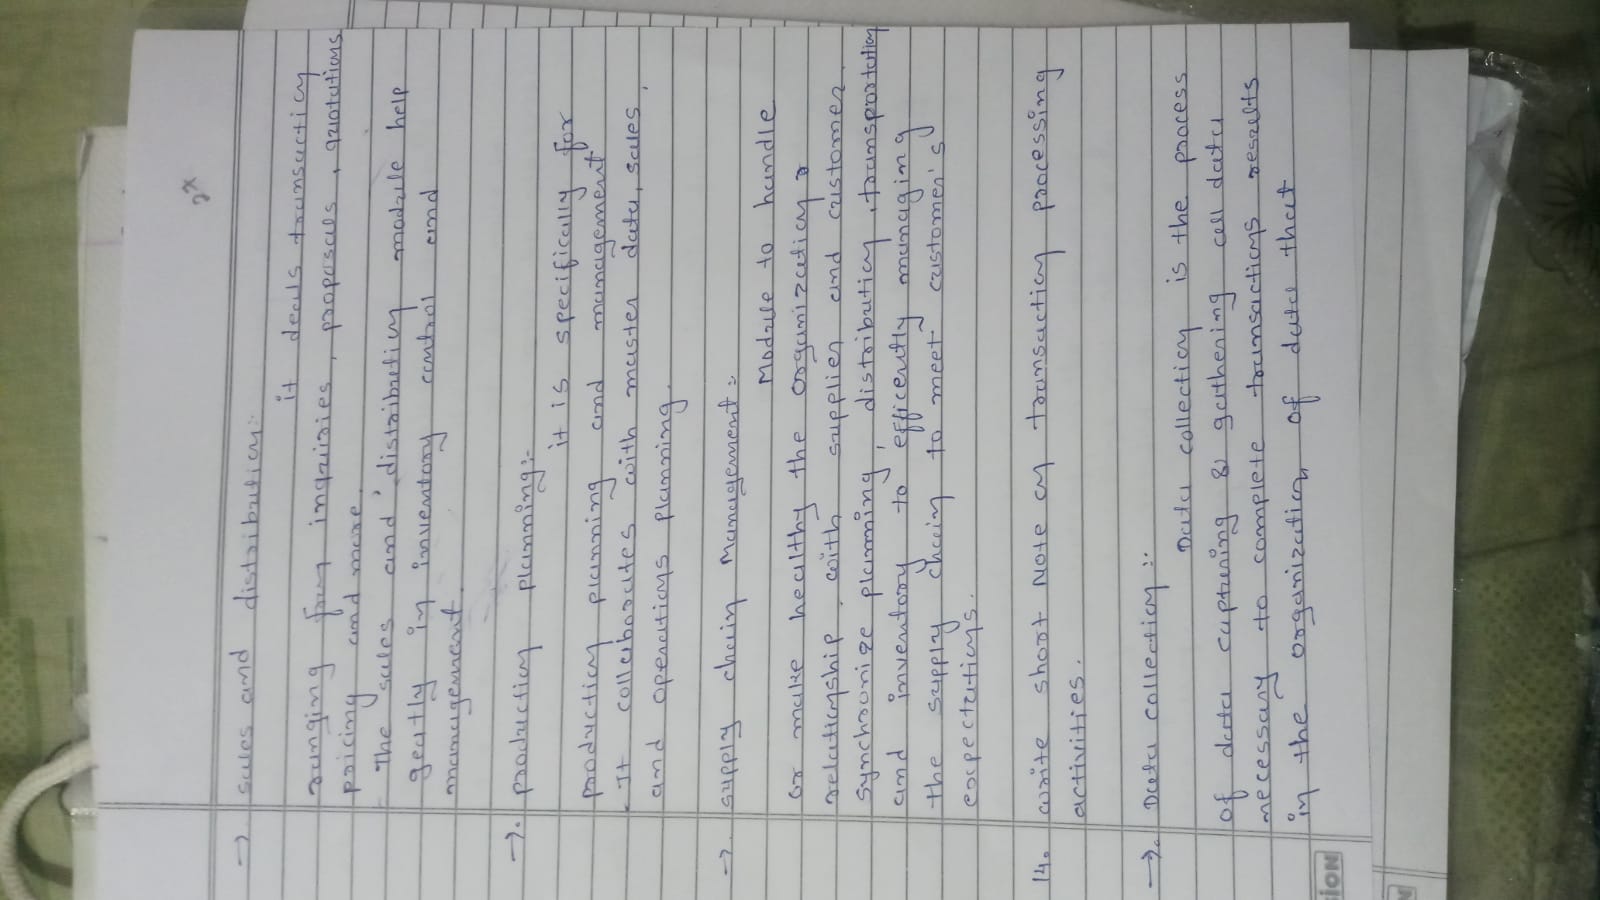 → sales and distribution:-
it deals transaction
ranging from inquiries, proposales, quotations
pricing and more.
- The sales and distribution module help
geatly in inventory control and
management.
→. production planning:-
it is specifically for
production planning and management
- It collaborates with master data, sales,
and operations planning.
→. supply chain Management:
Module to handle
or make healthy the organization
relationship with supplier and customer.
synchronize planning, distribution, transportation
and inventory to efficently managing
the supply chain to meet customer's
expectations.
14. write short Note on transaction processing
activities.
→. Data collection :-
Data collection is the process
of data capturing & gathering all data
necessary to complete transactions results
in the organization of data that
SION
N